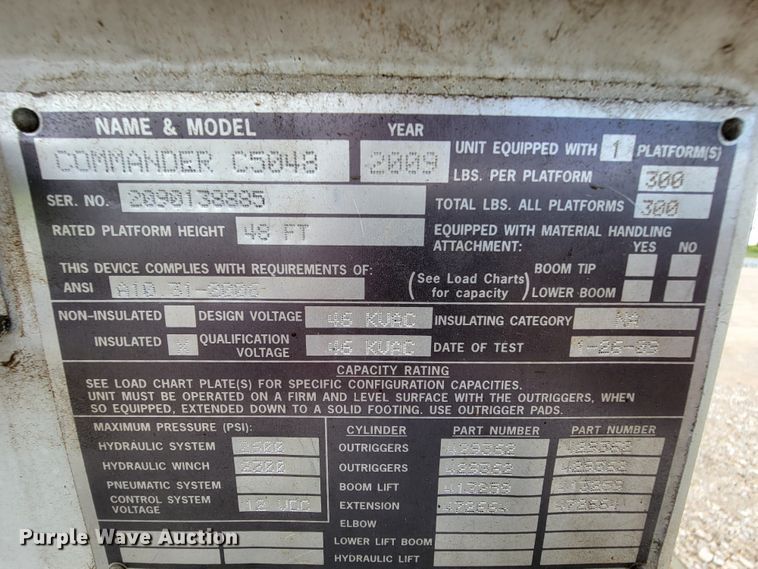 NAME & MODEL YEAR
COMMANDER C5048 2009 UNIT EQUIPPED WITH 1 PLATFORM(S)
LBS. PER PLATFORM 300
SER. NO. 2090138885 TOTAL LBS. ALL PLATFORMS 300
RATED PLATFORM HEIGHT 48 FT EQUIPPED WITH MATERIAL HANDLING
ATTACHMENT: YES NO
THIS DEVICE COMPLIES WITH REQUIREMENTS OF: BOOM TIP
ANSI (See Load Charts for capacity) LOWER BOOM
NON-INSULATED DESIGN VOLTAGE 46 KVAC INSULATING CATEGORY NA
INSULATED X QUALIFICATION VOLTAGE 46 KVAC DATE OF TEST
CAPACITY RATING
SEE LOAD CHART PLATE(S) FOR SPECIFIC CONFIGURATION CAPACITIES.
UNIT MUST BE OPERATED ON A FIRM AND LEVEL SURFACE WITH THE OUTRIGGERS, WHEN
SO EQUIPPED, EXTENDED DOWN TO A SOLID FOOTING. USE OUTRIGGER PADS.
MAXIMUM PRESSURE (PSI): CYLINDER PART NUMBER PART NUMBER
HYDRAULIC SYSTEM OUTRIGGERS
HYDRAULIC WINCH OUTRIGGERS
PNEUMATIC SYSTEM BOOM LIFT
CONTROL SYSTEM VOLTAGE 12 VDC EXTENSION
ELBOW
LOWER BOOM LIFT
HYDRAULIC LIFT
Purple Wave Auction